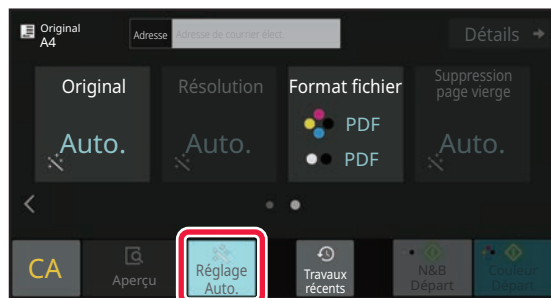 Original
A4
Adresse
Adresse de courrier élect.
Détails
Original
Auto.
Résolution
Auto.
Format fichier
PDF
PDF
Suppression
page vierge
Auto.
CA
Aperçu
Réglage
Auto.
Travaux
récents
N&B
Départ
Couleur
Départ